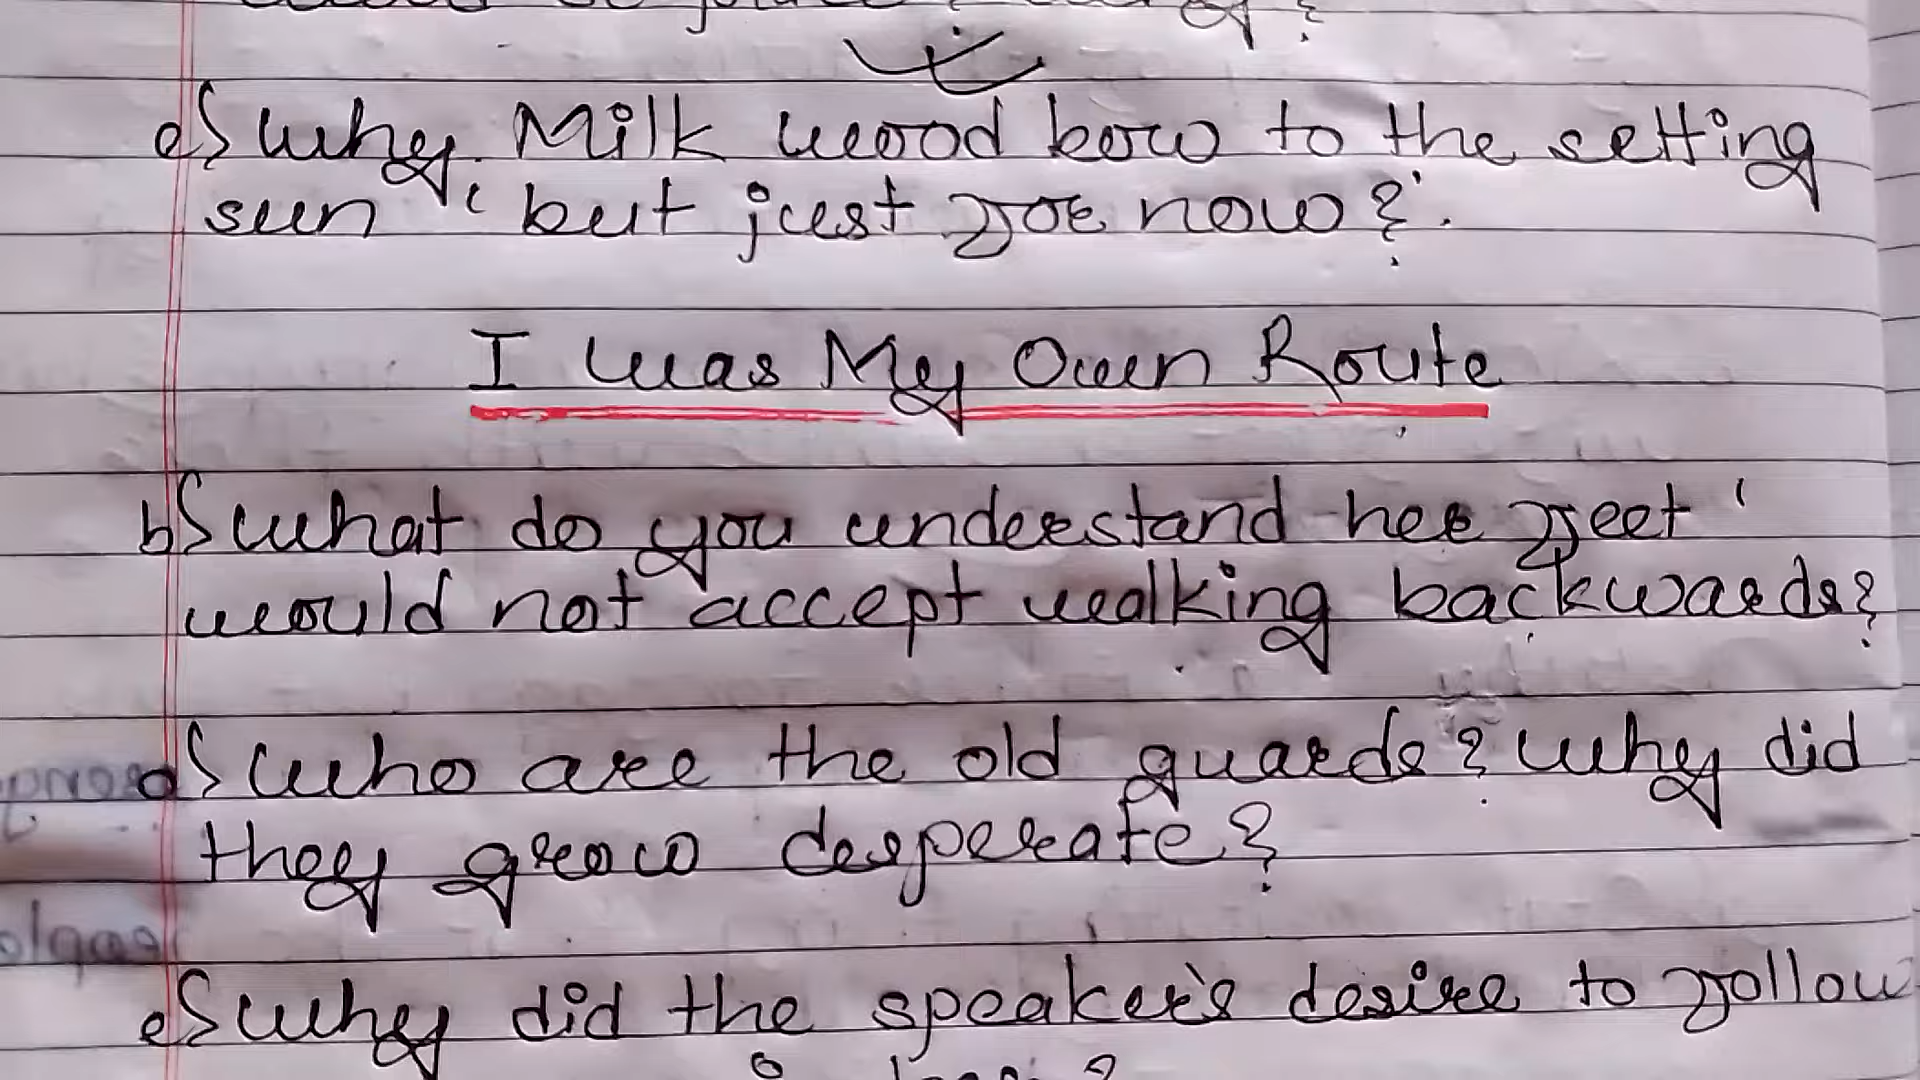 e) Why Milk wood bow to the setting
sun, but just for now?
I was My Own Route
b) what do you understand her feet
would not accept walking backwards?
a) who are the old guards? why did
they grow desperate?
e) why did the speaker's desire to follow